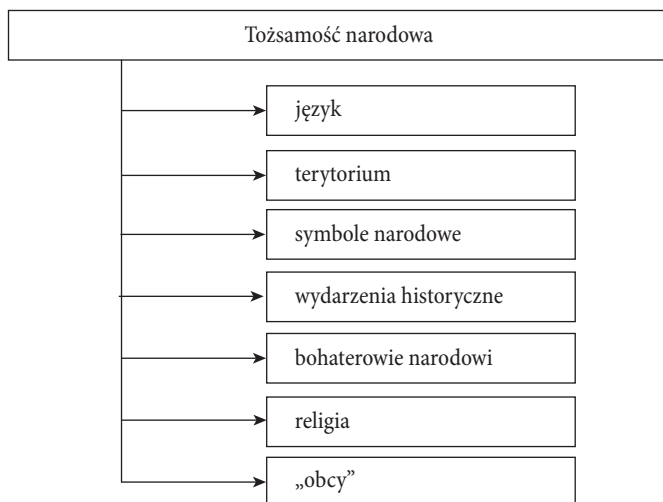 Tożsamość narodowa
język
terytorium
symbole narodowe
wydarzenia historyczne
bohaterowie narodowi
religia
„obcy”